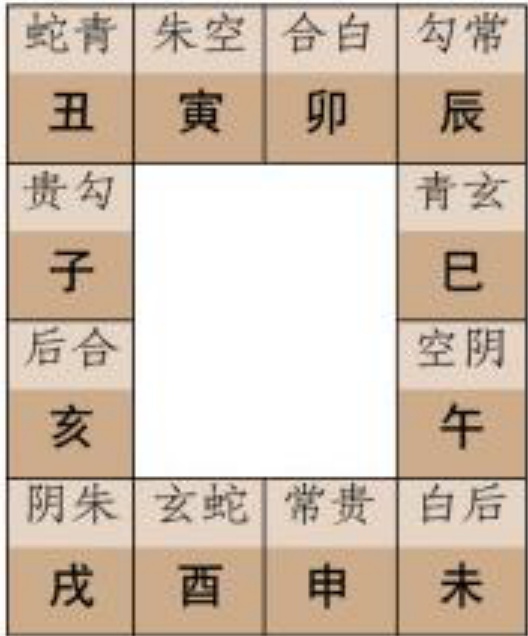 蛇青 朱空 合白 勾常
丑 寅 卯 辰
贵勾 青玄
子 巳
后合 空阴
亥 午
阴朱 玄蛇 常贵 白后
戌 酉 申 未